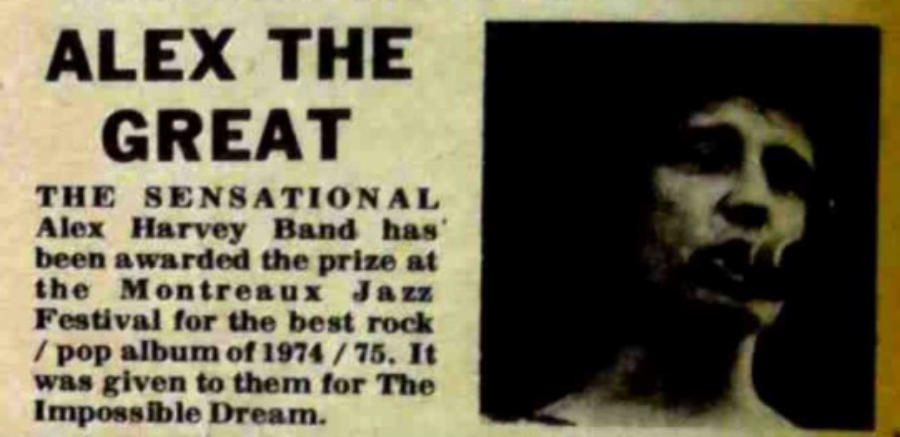 ALEX THE
GREAT
THE SENSATIONAL
Alex Harvey Band has
been awarded the prize at
the Montreaux Jazz
Festival for the best rock
/ pop album of 1974 / 75. It
was given to them for The
Impossible Dream.